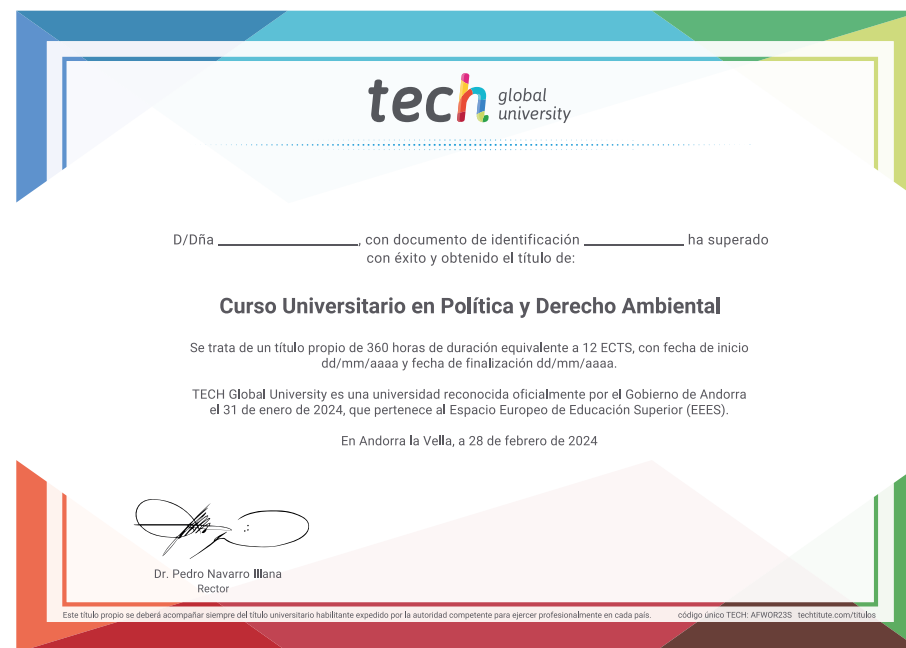 tech global university
D/Dña ____________________, con documento de identificación ______________ ha superado
con éxito y obtenido el título de:
Curso Universitario en Política y Derecho Ambiental
Se trata de un título propio de 360 horas de duración equivalente a 12 ECTS, con fecha de inicio
dd/mm/aaaa y fecha de finalización dd/mm/aaaa.
TECH Global University es una universidad reconocida oficialmente por el Gobierno de Andorra
el 31 de enero de 2024, que pertenece al Espacio Europeo de Educación Superior (EEES).
En Andorra la Vella, a 28 de febrero de 2024
Dr. Pedro Navarro Illana
Rector
Este título propio se deberá acompañar siempre del título universitario habilitante expedido por la autoridad competente para ejercer profesionalmente en cada país. código único TECH: AFWOR23S techtitute.com/titulos